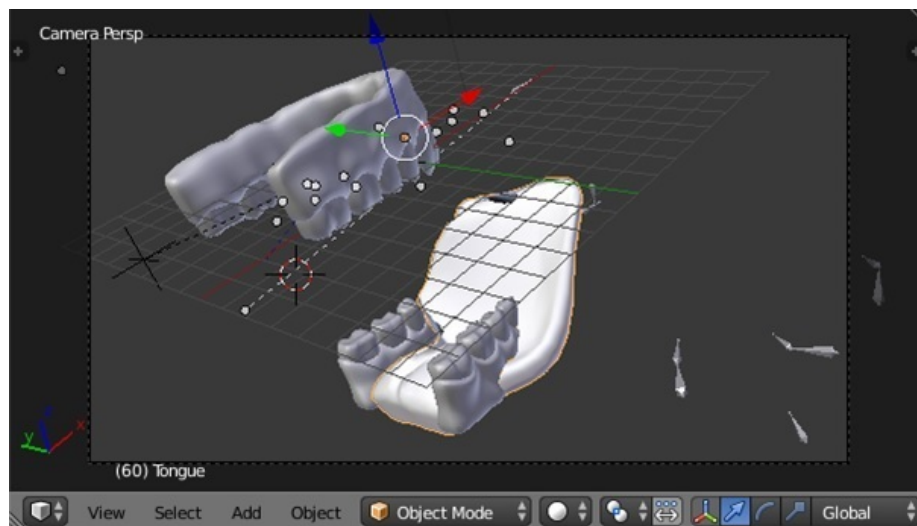 Camera Persp
z
y
x
(60) Tongue
View Select Add Object Object Mode Global